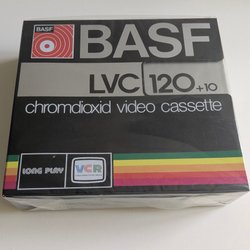 BASF
BASF
LVC 120 +10
chromdioxid video cassette
LONG PLAY
VCR